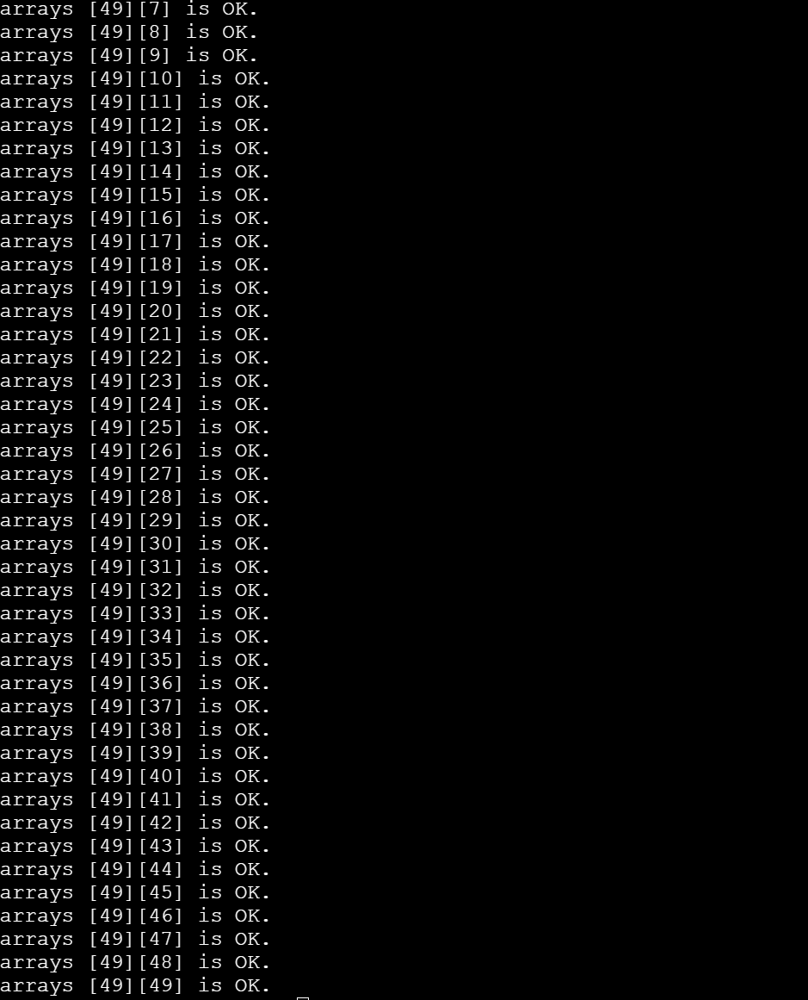 arrays [49][7] is OK.
arrays [49][8] is OK.
arrays [49][9] is OK.
arrays [49][10] is OK.
arrays [49][11] is OK.
arrays [49][12] is OK.
arrays [49][13] is OK.
arrays [49][14] is OK.
arrays [49][15] is OK.
arrays [49][16] is OK.
arrays [49][17] is OK.
arrays [49][18] is OK.
arrays [49][19] is OK.
arrays [49][20] is OK.
arrays [49][21] is OK.
arrays [49][22] is OK.
arrays [49][23] is OK.
arrays [49][24] is OK.
arrays [49][25] is OK.
arrays [49][26] is OK.
arrays [49][27] is OK.
arrays [49][28] is OK.
arrays [49][29] is OK.
arrays [49][30] is OK.
arrays [49][31] is OK.
arrays [49][32] is OK.
arrays [49][33] is OK.
arrays [49][34] is OK.
arrays [49][35] is OK.
arrays [49][36] is OK.
arrays [49][37] is OK.
arrays [49][38] is OK.
arrays [49][39] is OK.
arrays [49][40] is OK.
arrays [49][41] is OK.
arrays [49][42] is OK.
arrays [49][43] is OK.
arrays [49][44] is OK.
arrays [49][45] is OK.
arrays [49][46] is OK.
arrays [49][47] is OK.
arrays [49][48] is OK.
arrays [49][49] is OK.